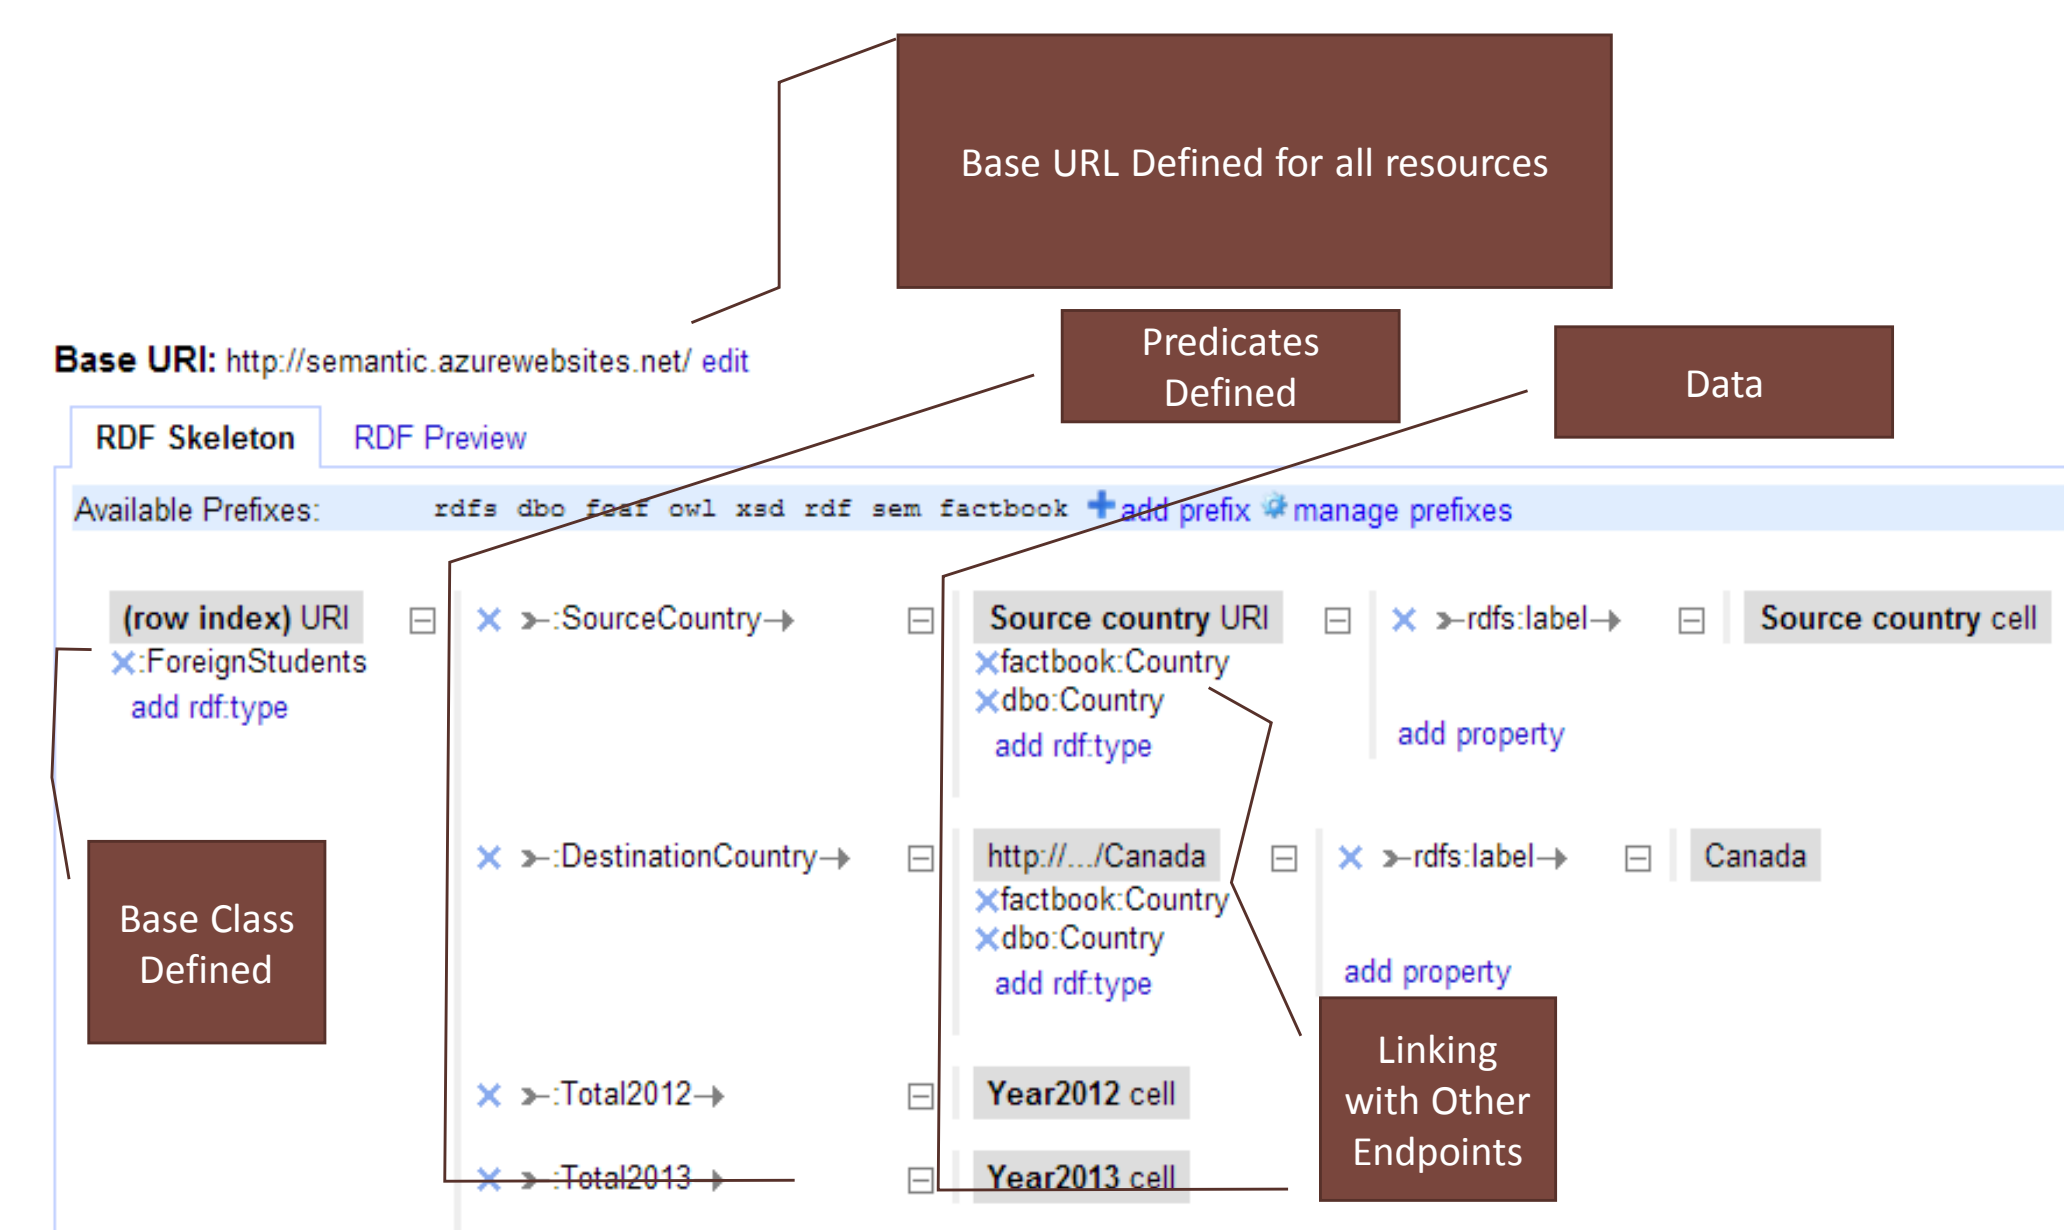 Base URL Defined for all resources
Predicates
Defined
Data
Base URI: http://semantic.azurewebsites.net/ edit
RDF Skeleton RDF Preview
Available Prefixes: rdfs dbo foaf owl xsd rdf sem factbook add prefix manage prefixes
(row index) URI :SourceCountry Source country URI rdfs:label Source country cell
:ForeignStudents factbook:Country
dbo:Country
add rdf:type add rdf:type add property
:DestinationCountry http://.../Canada rdfs:label Canada
factbook:Country
dbo:Country
add rdf:type add property
Base Class
Defined
:Total2012 Year2012 cell
:Total2013 Year2013 cell
Linking
with Other
Endpoints